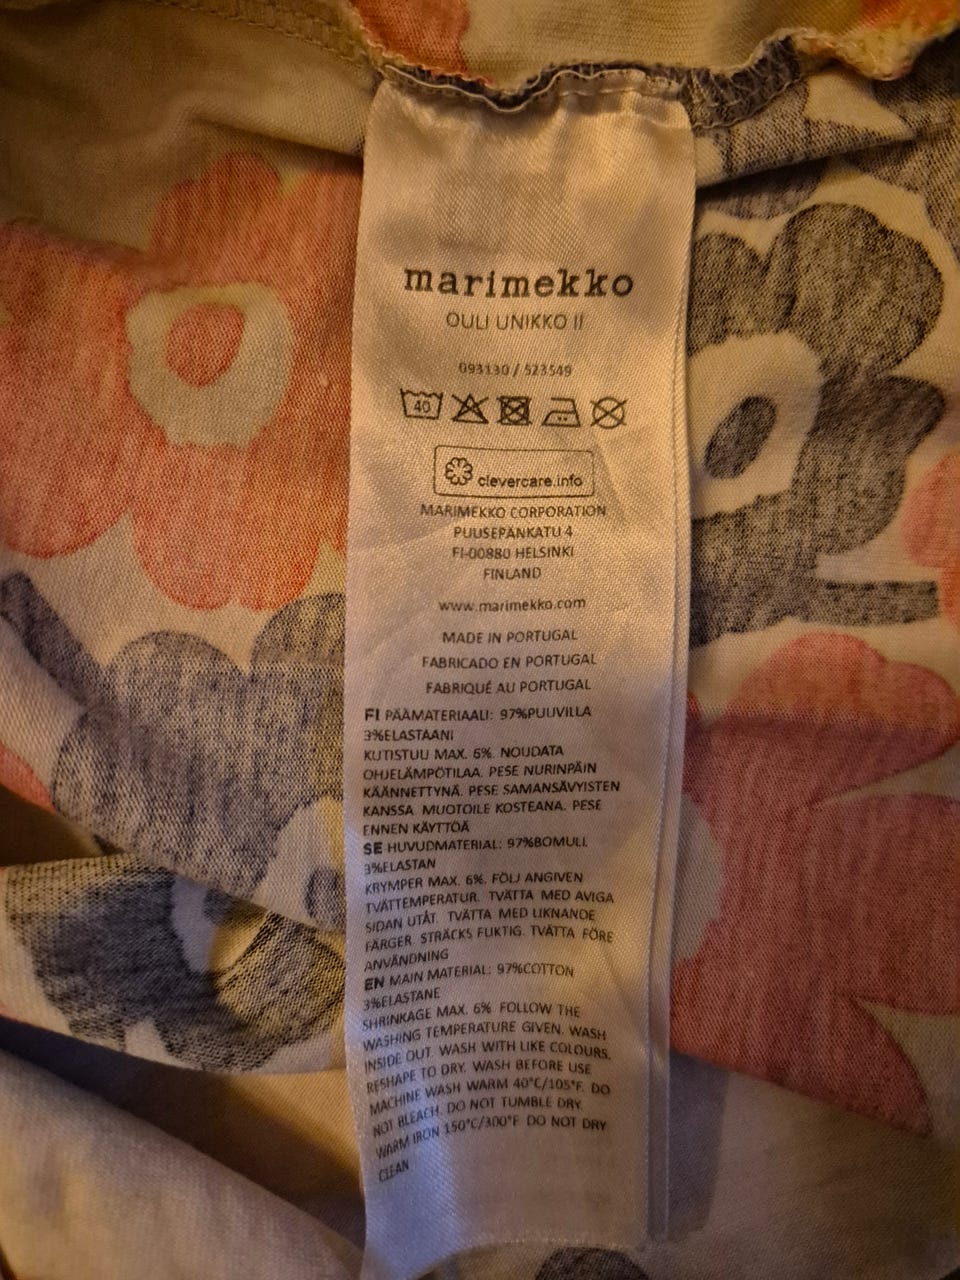 marimekko
OULI UNIKKO II
093130 / 523549
40
clevercare.info
MARIMEKKO CORPORATION
PUUSEPÄNKATU 4
FI-00880 HELSINKI
FINLAND
www.marimekko.com
MADE IN PORTUGAL
FABRICADO EN PORTUGAL
FABRIQUÉ AU PORTUGAL
FI PÄÄMATERIAALI: 97%PUUVILLA
3%ELASTAANI
KUTISTUU MAX. 6%. NOUDATA
OHJELÄMPÖTILAA. PESE NURINPÄIN
KÄÄNNETTYNÄ. PESE SAMANSÄVYISTEN
KANSSA. MUOTOILE KOSTEANA. PESE
ENNEN KÄYTTÖÄ
SE HUVUDMATERIAL: 97%BOMULL
3%ELASTAN
KRYMPER MAX. 6%. FÖLJ ANGIVEN
TVÄTTEMPERATUR. TVÄTTA MED AVIGA
SIDAN UTÅT. TVÄTTA MED LIKNANDE
FÄRGER. STRÄCKS FUKTIG. TVÄTTA FÖRE
ANVÄNDNING
EN MAIN MATERIAL: 97%COTTON
3%ELASTANE
SHRINKAGE MAX. 6% FOLLOW THE
WASHING TEMPERATURE GIVEN. WASH
INSIDE OUT. WASH WITH LIKE COLOURS.
RESHAPE TO DRY. WASH BEFORE USE
MACHINE WASH WARM 40°C/105°F. DO
NOT BLEACH. DO NOT TUMBLE DRY.
WARM IRON 150°C/300°F DO NOT DRY
CLEAN